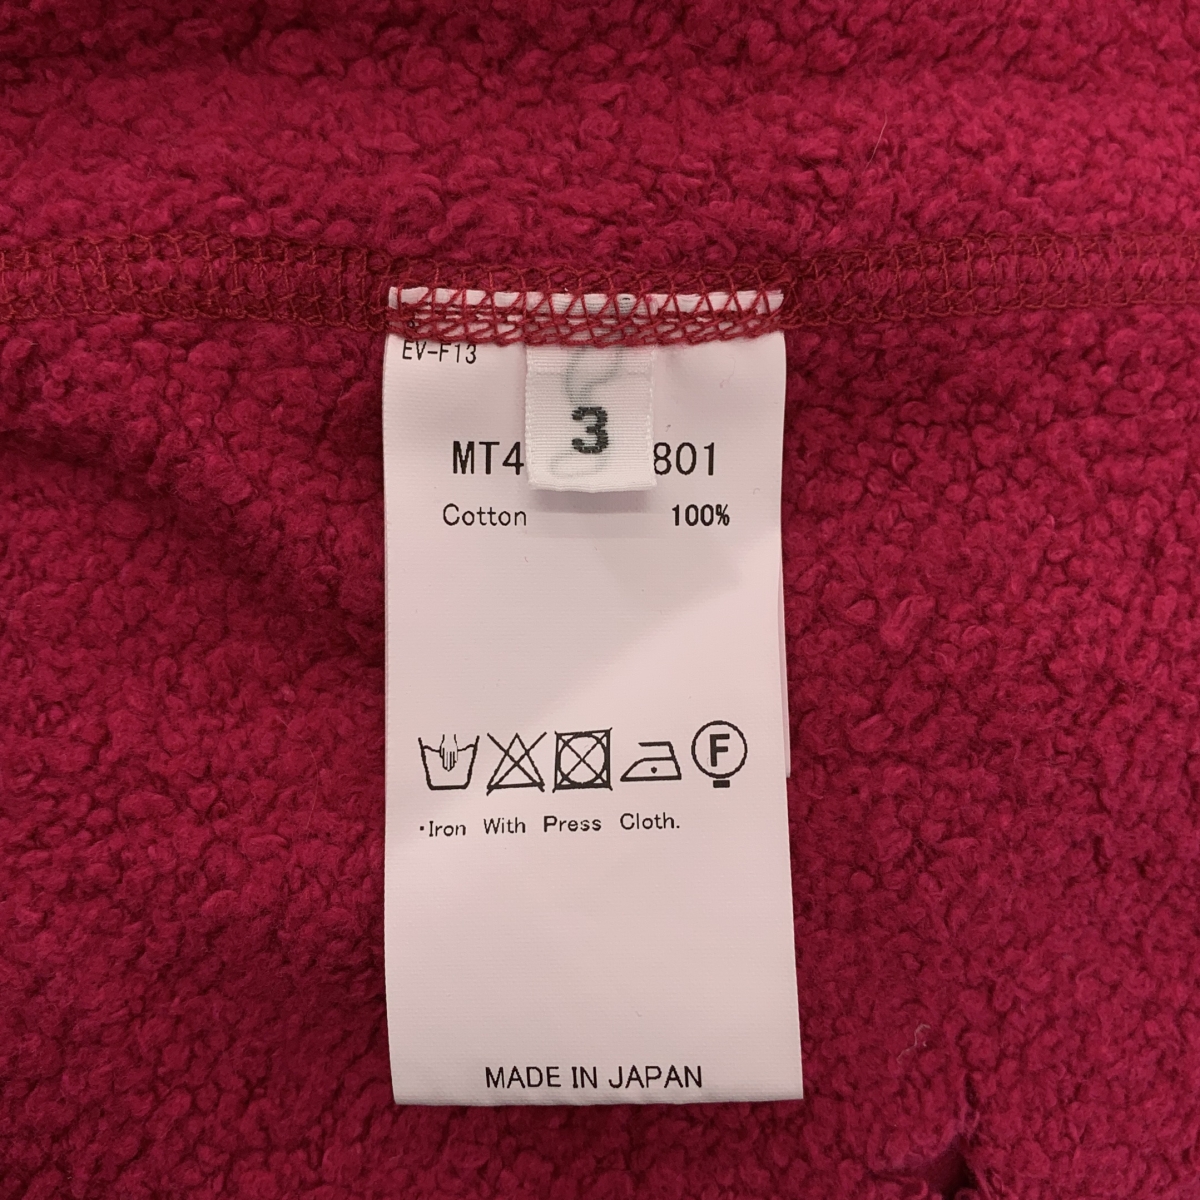 EV-F13
3
MT4 801
Cotton 100%
F
・Iron With Press Cloth.
MADE IN JAPAN